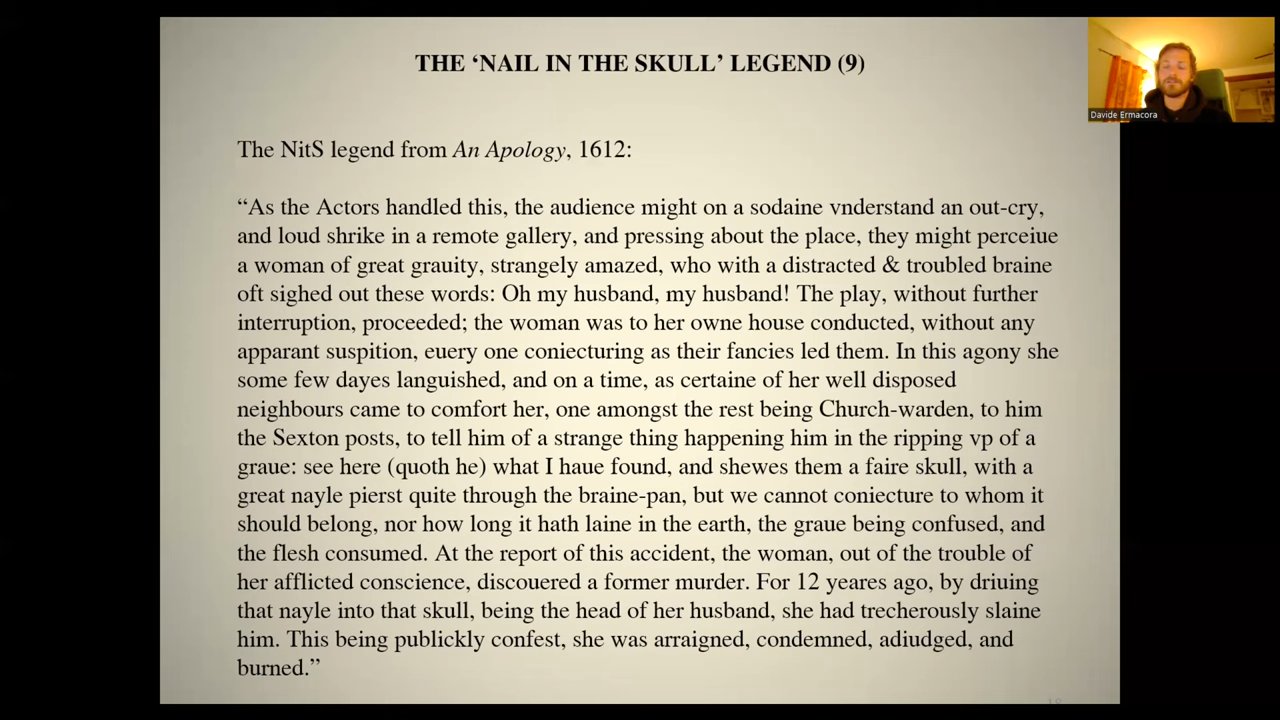 THE ‘NAIL IN THE SKULL’ LEGEND (9)
Davide Ermacora
The NitS legend from An Apology, 1612:
“As the Actors handled this, the audience might on a sodaine vnderstand an out-cry,
and loud shrike in a remote gallery, and pressing about the place, they might perceiue
a woman of great grauity, strangely amazed, who with a distracted & troubled braine
oft sighed out these words: Oh my husband, my husband! The play, without further
interruption, proceeded; the woman was to her owne house conducted, without any
apparant suspition, euery one coniecturing as their fancies led them. In this agony she
some few dayes languished, and on a time, as certaine of her well disposed
neighbours came to comfort her, one amongst the rest being Church-warden, to him
the Sexton posts, to tell him of a strange thing happening him in the ripping vp of a
graue: see here (quoth he) what I haue found, and shewes them a faire skull, with a
great nayle pierst quite through the braine-pan, but we cannot coniecture to whom it
should belong, nor how long it hath laine in the earth, the graue being confused, and
the flesh consumed. At the report of this accident, the woman, out of the trouble of
her afflicted conscience, discouered a former murder. For 12 yeares ago, by driuing
that nayle into that skull, being the head of her husband, she had trecherously slaine
him. This being publickly confest, she was arraigned, condemned, adiudged, and
burned.”